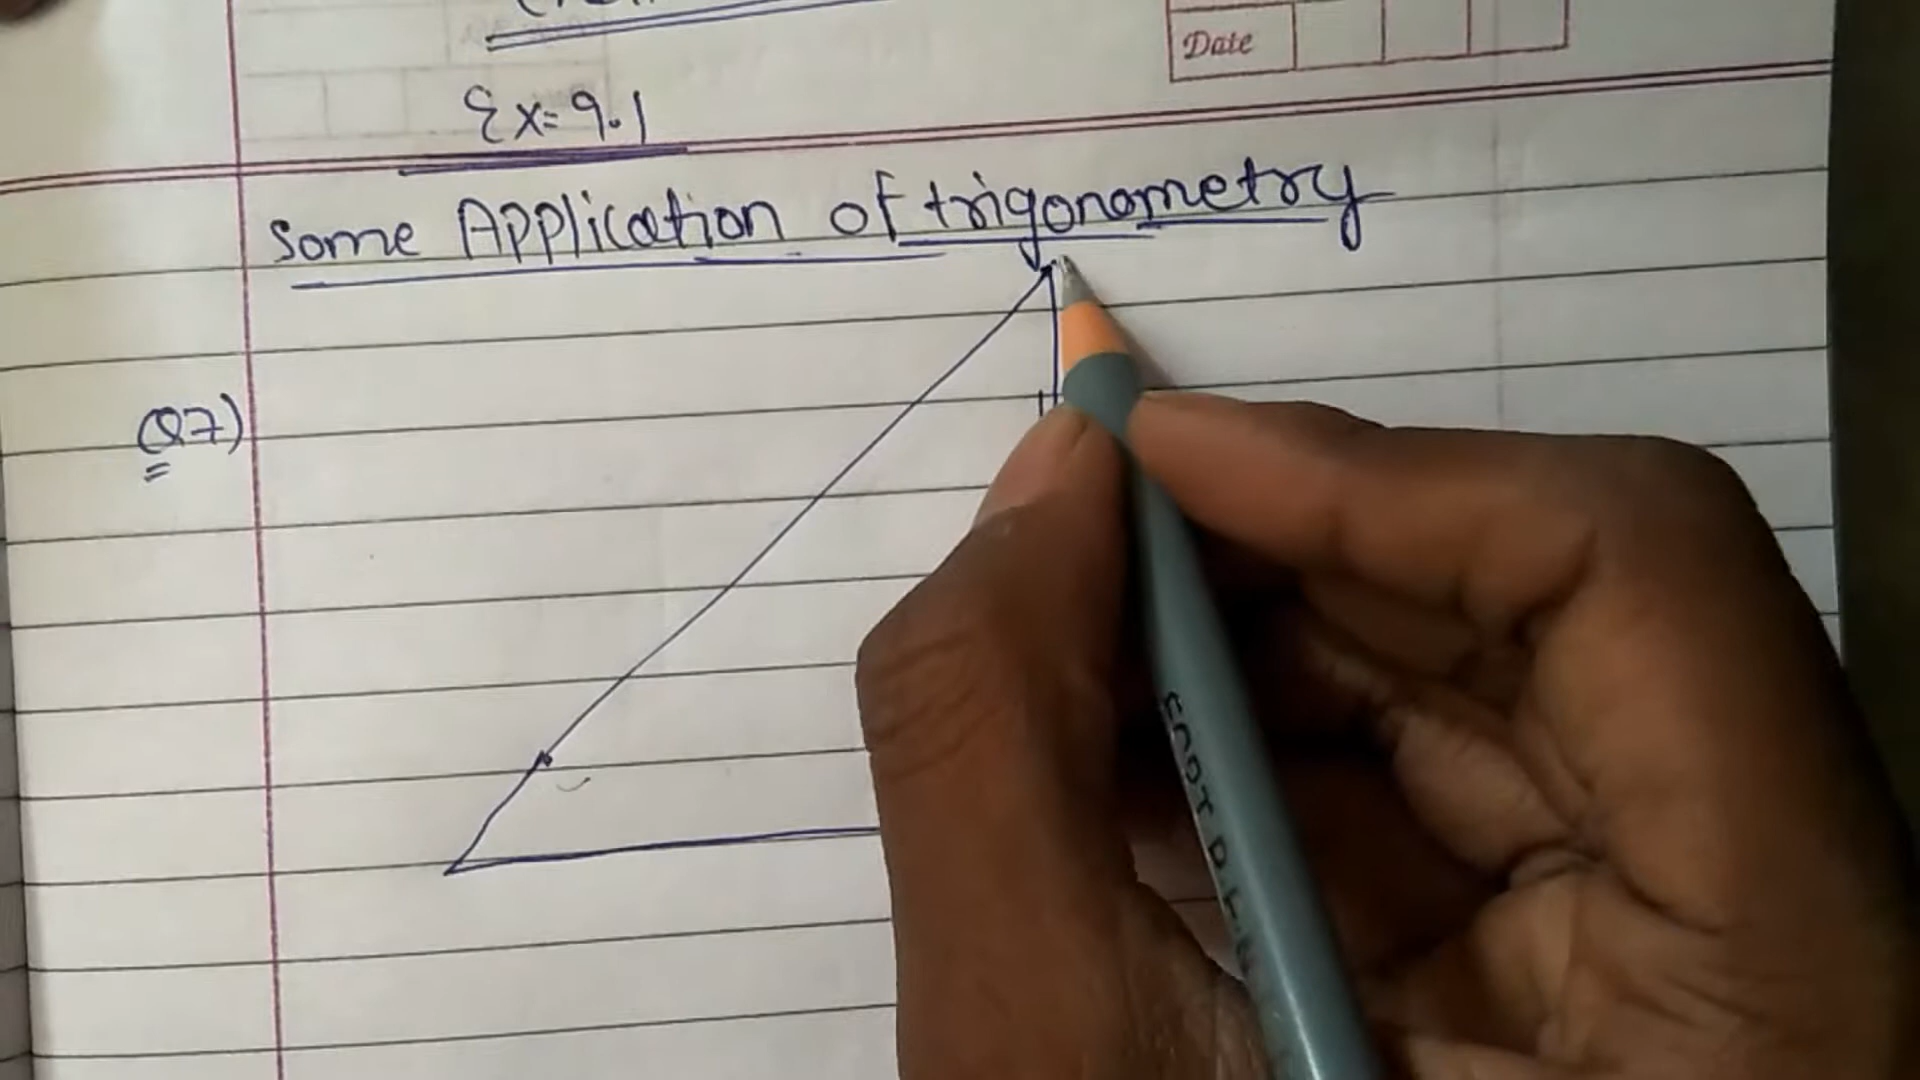 Date
Ex=9.1
Some Application of trigonometry
Q7)